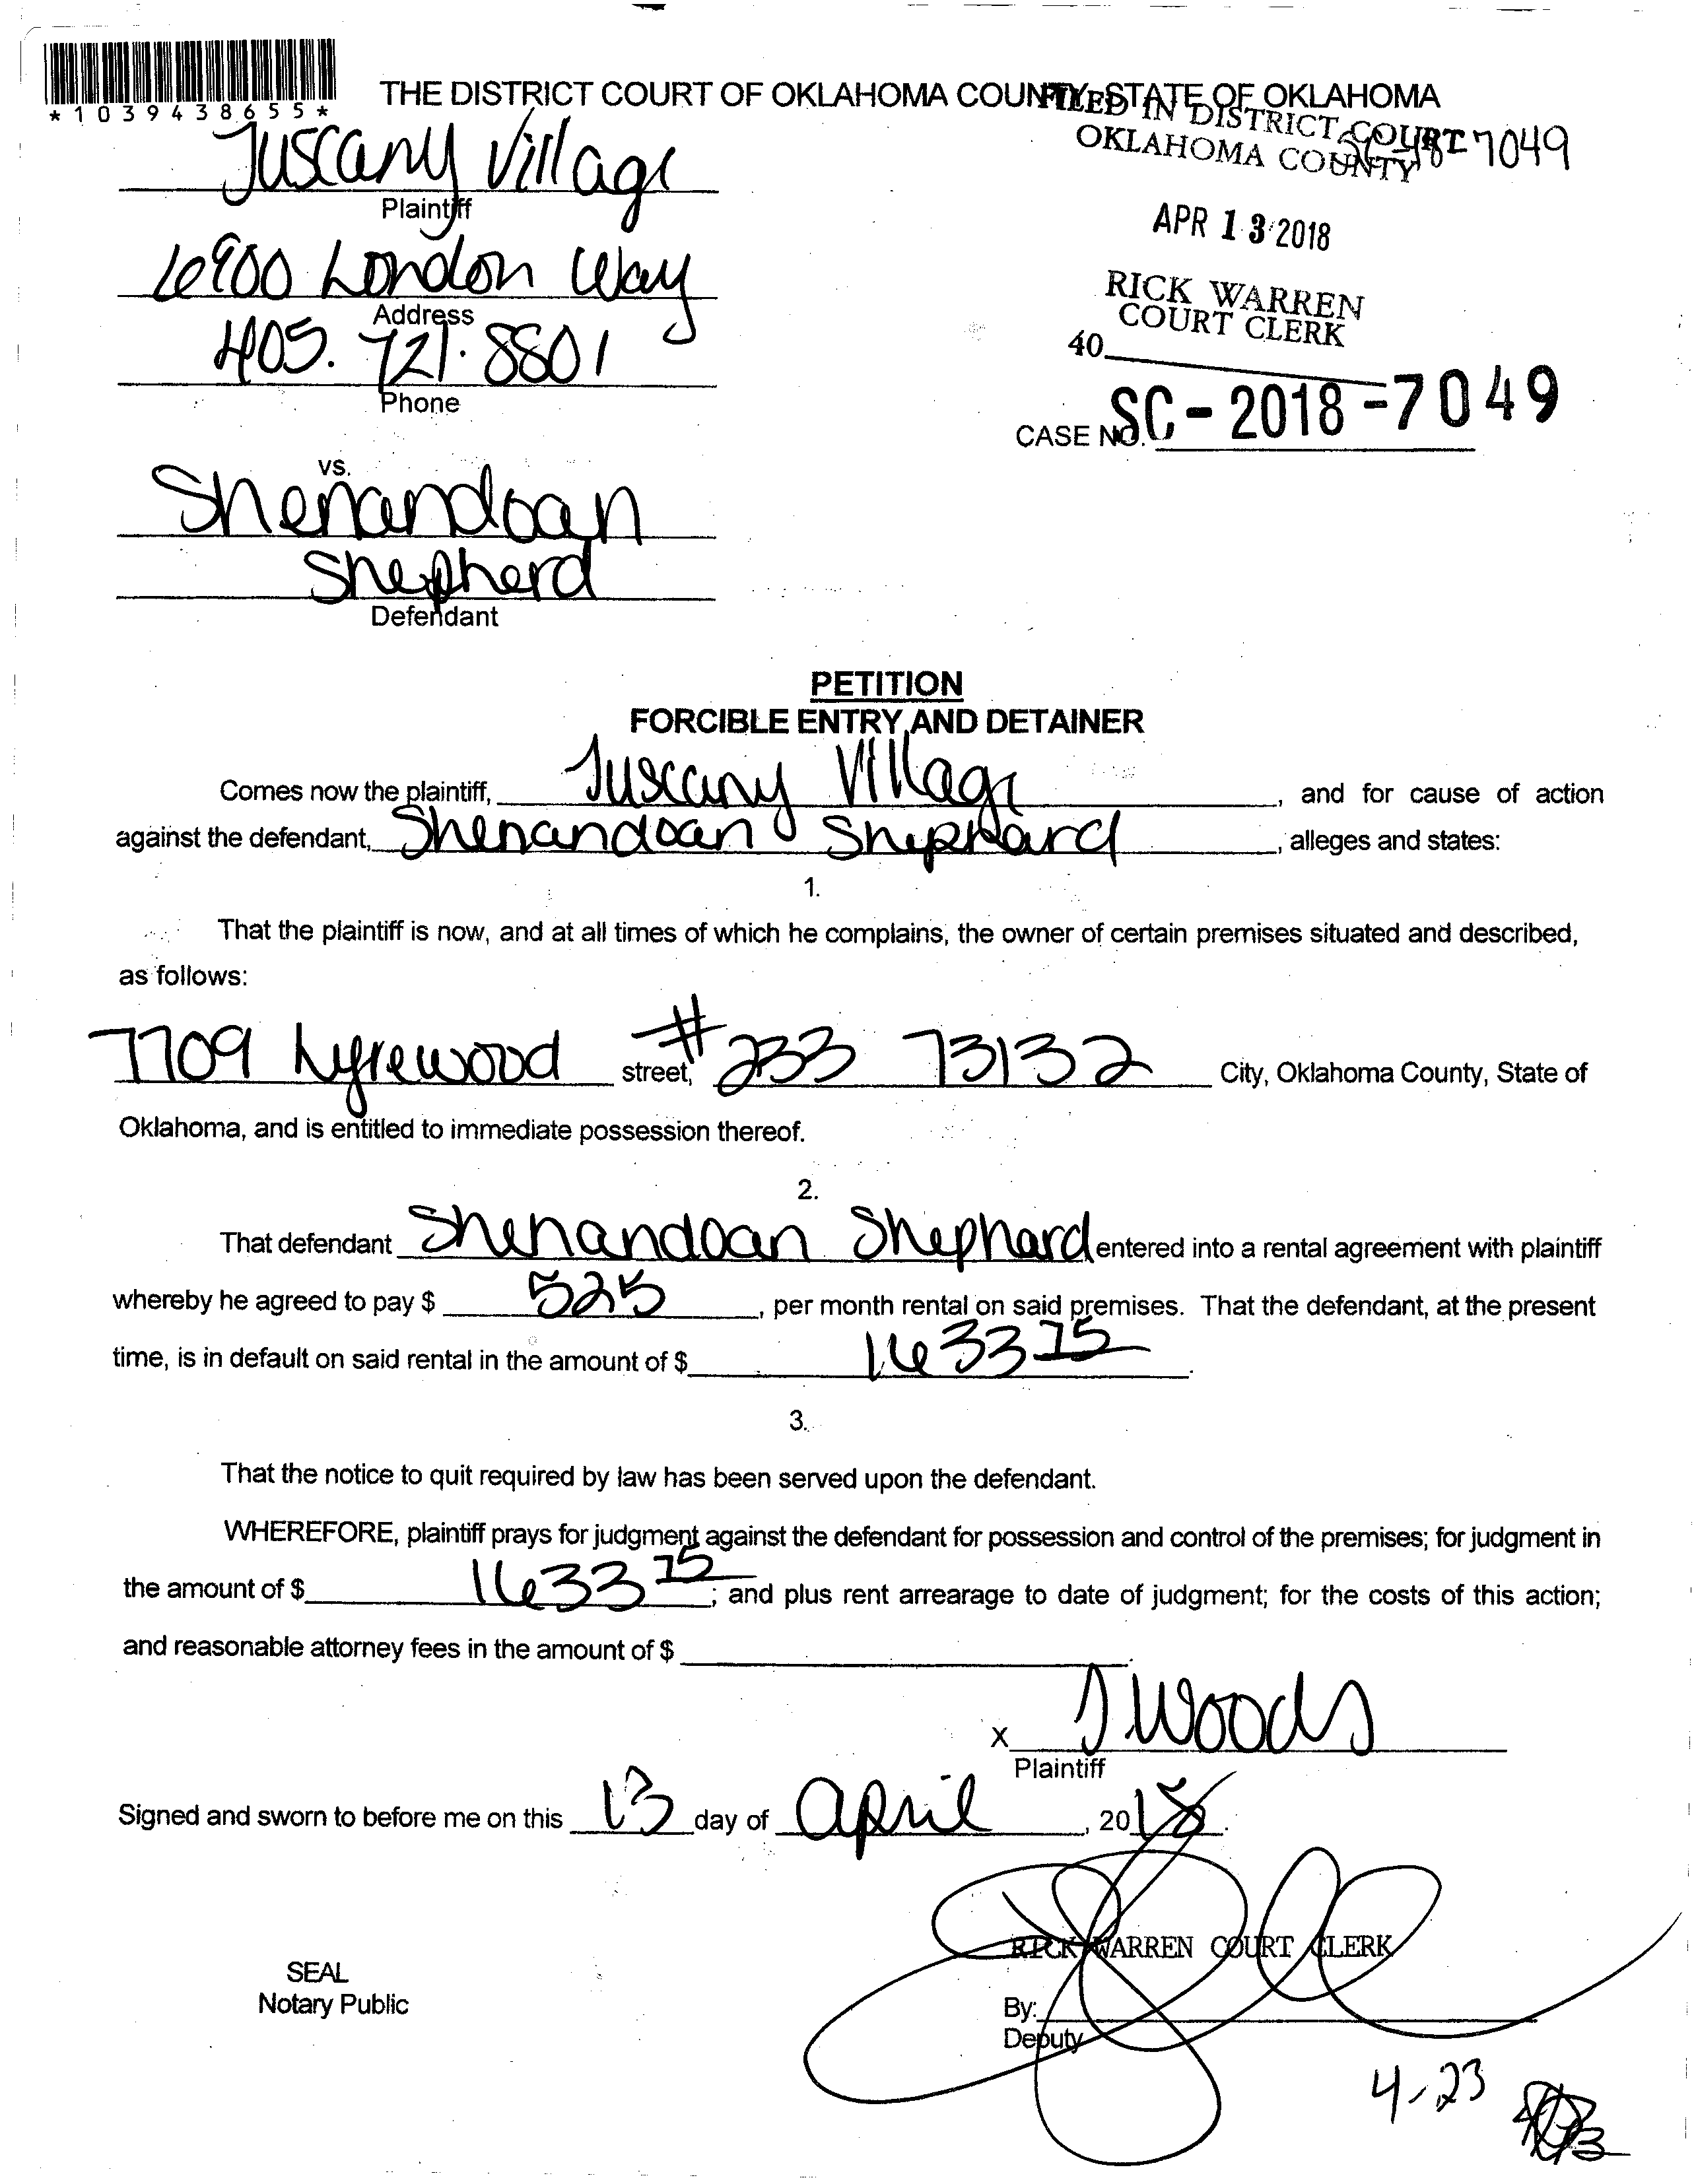 *1039438655*
THE DISTRICT COURT OF OKLAHOMA COUNTY, STATE OF OKLAHOMA
FILED IN DISTRICT COURT
OKLAHOMA COUNTY
7049
Tuscany Village
Plaintiff
APR 13 2018
6900 London Way
Address
RICK WARREN
COURT CLERK
405.721.8801
Phone
40
CASE NO. SC-2018-7049
vs.
Shenandoah
Shepherd
Defendant
PETITION
FORCIBLE ENTRY AND DETAINER
Comes now the plaintiff, Tuscany Village, and for cause of action
against the defendant, Shenandoah Shephard, alleges and states:
1.
That the plaintiff is now, and at all times of which he complains, the owner of certain premises situated and described,
as follows:
7709 Lyrewood street, #233 73132 City, Oklahoma County, State of
Oklahoma, and is entitled to immediate possession thereof.
2.
That defendant Shenandoah Shephard entered into a rental agreement with plaintiff
whereby he agreed to pay $ 525, per month rental on said premises. That the defendant, at the present
time, is in default on said rental in the amount of $ 1633 75.
3.
That the notice to quit required by law has been served upon the defendant.
WHEREFORE, plaintiff prays for judgment against the defendant for possession and control of the premises; for judgment in
the amount of $ 1633 75; and plus rent arrearage to date of judgment; for the costs of this action;
and reasonable attorney fees in the amount of $ .
X J Woods
Plaintiff
Signed and sworn to before me on this 13 day of April, 2018.
RICK WARREN COURT CLERK
SEAL
Notary Public
By:
Deputy
4-23